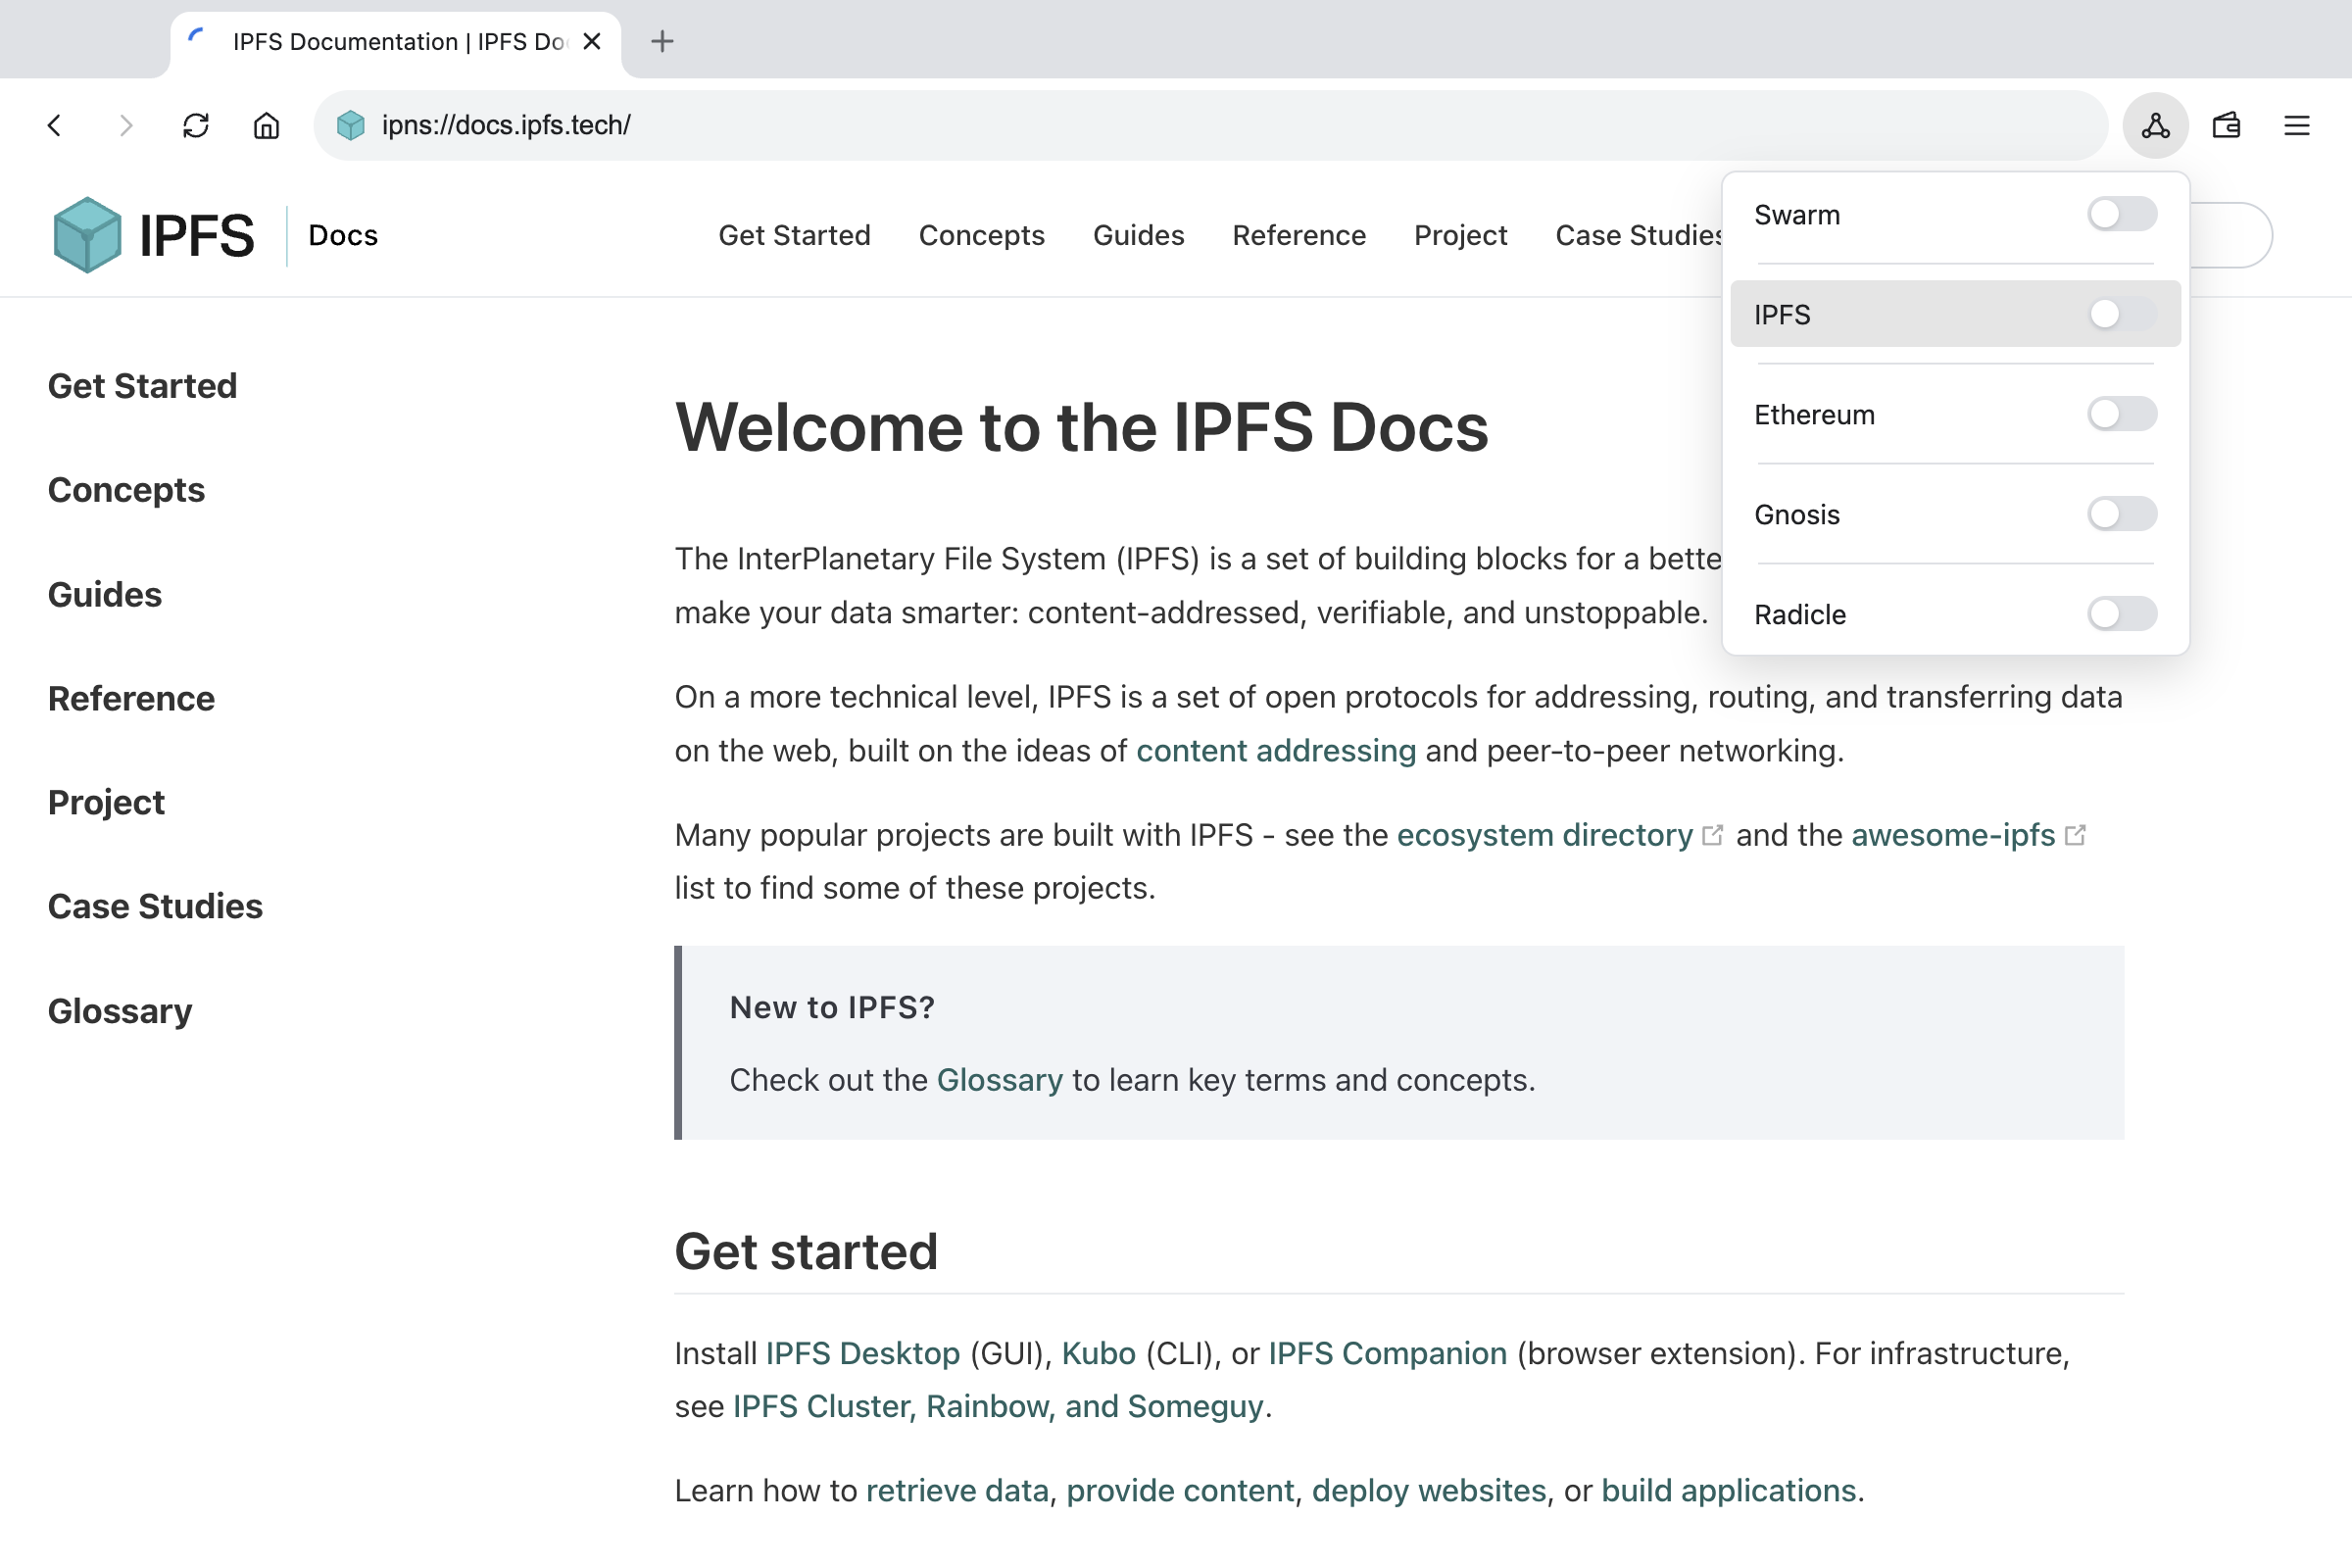 IPFS Documentation | IPFS Do
ipns://docs.ipfs.tech/
IPFS
Docs
Get Started
Concepts
Guides
Reference
Project
Case Studies
Swarm
IPFS
Ethereum
Gnosis
Radicle
Get Started
Concepts
Guides
Reference
Project
Case Studies
Glossary
Welcome to the IPFS Docs
The InterPlanetary File System (IPFS) is a set of building blocks for a bette
make your data smarter: content-addressed, verifiable, and unstoppable.
On a more technical level, IPFS is a set of open protocols for addressing, routing, and transferring data
on the web, built on the ideas of content addressing and peer-to-peer networking.
Many popular projects are built with IPFS - see the ecosystem directory and the awesome-ipfs
list to find some of these projects.
New to IPFS?
Check out the Glossary to learn key terms and concepts.
Get started
Install IPFS Desktop (GUI), Kubo (CLI), or IPFS Companion (browser extension). For infrastructure,
see IPFS Cluster, Rainbow, and Someguy.
Learn how to retrieve data, provide content, deploy websites, or build applications.